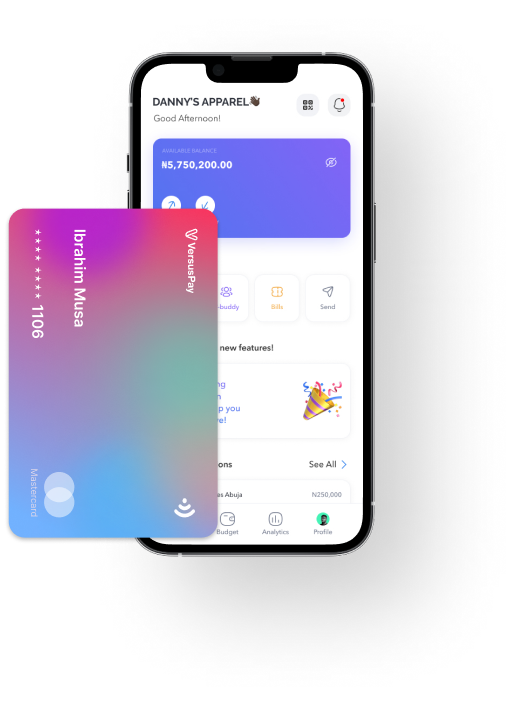 DANNY'S APPAREL
Good Afternoon!
AVAILABLE BALANCE
₦5,750,200.00
VersusPay
Ibrahim Musa
**** **** 1106
Mastercard
-buddy
Bills
Send
new features!
ng
p you
e!
ons
See All
as Abuja
N250,000
Budget
Analytics
Profile